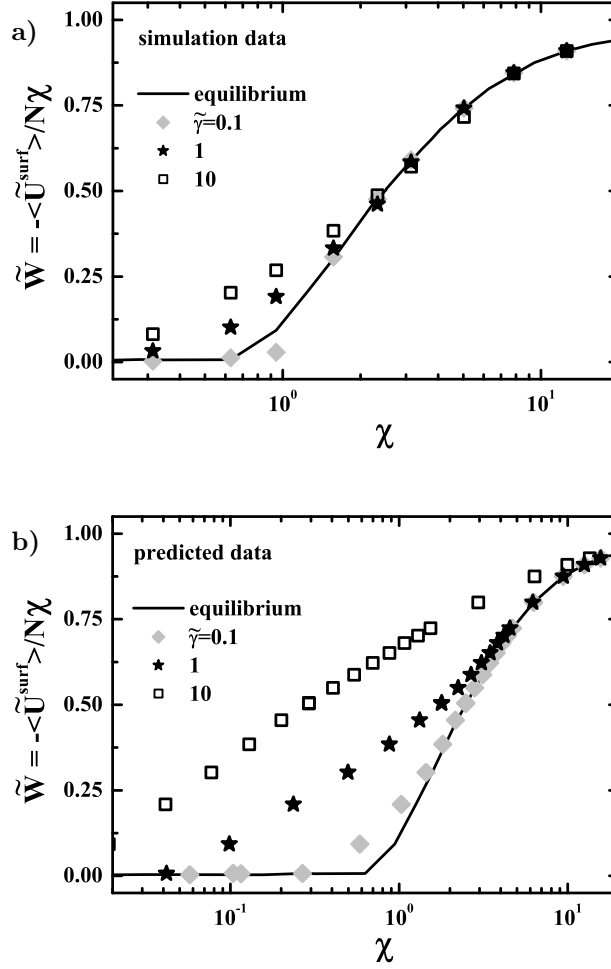 a)
simulation data
equilibrium
γ̃=0.1
1
10
W̃ = -<Ũ^surf>/Nχ
1.00
0.75
0.50
0.25
0.00
10^0
10^1
χ
b)
predicted data
equilibrium
γ̃=0.1
1
10
W̃ = -<Ũ^surf>/Nχ
1.00
0.75
0.50
0.25
0.00
10^-1
10^0
10^1
χ